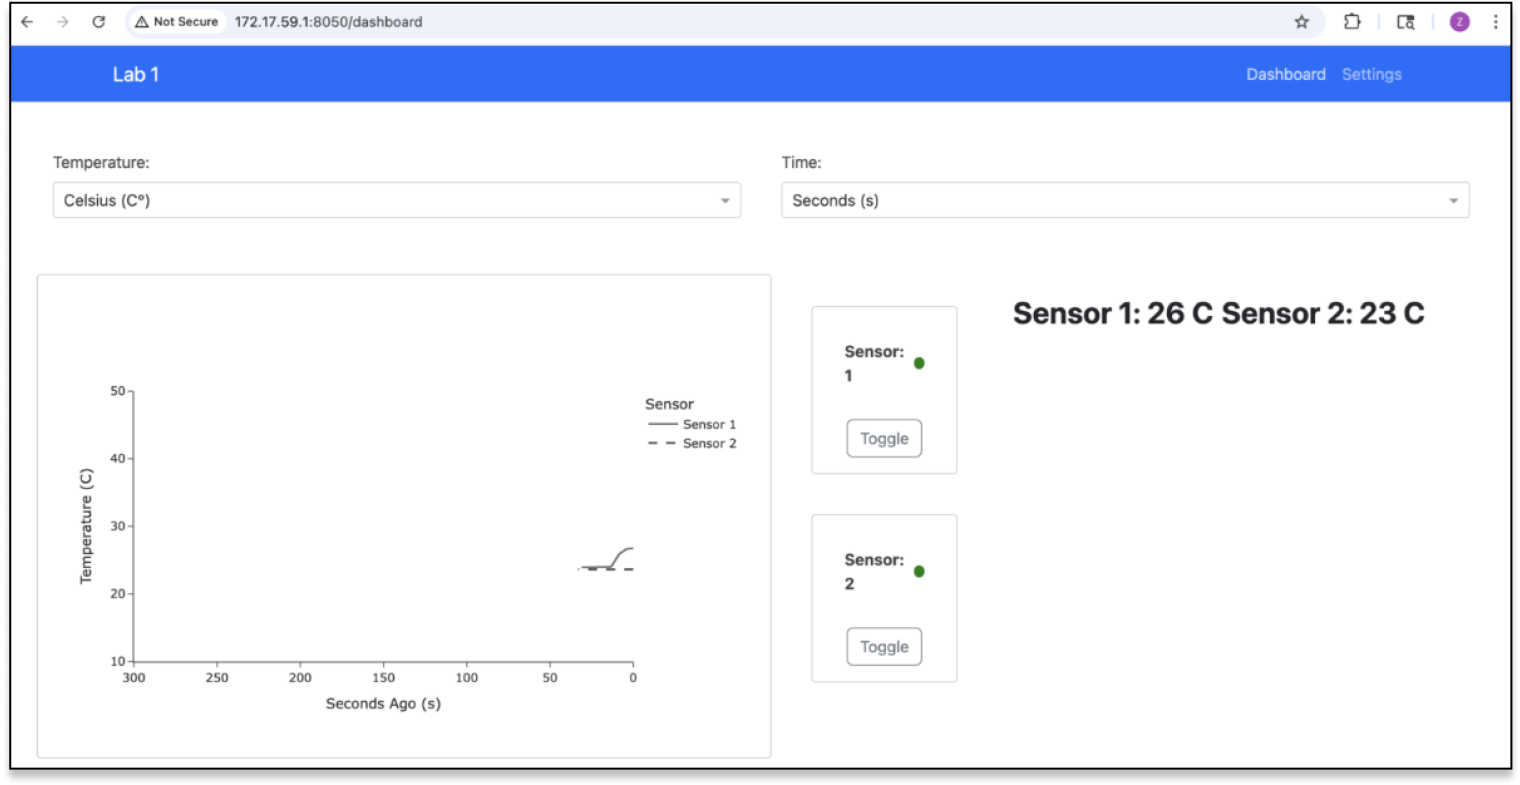 Not Secure 172.17.59.1:8050/dashboard
Z
Lab 1
Dashboard Settings
Temperature:
Celsius (C°)
Time:
Seconds (s)
50
40
30
20
10
Temperature (C)
300 250 200 150 100 50 0
Seconds Ago (s)
Sensor
Sensor 1
Sensor 2
Sensor:
1
Toggle
Sensor:
2
Toggle
Sensor 1: 26 C Sensor 2: 23 C